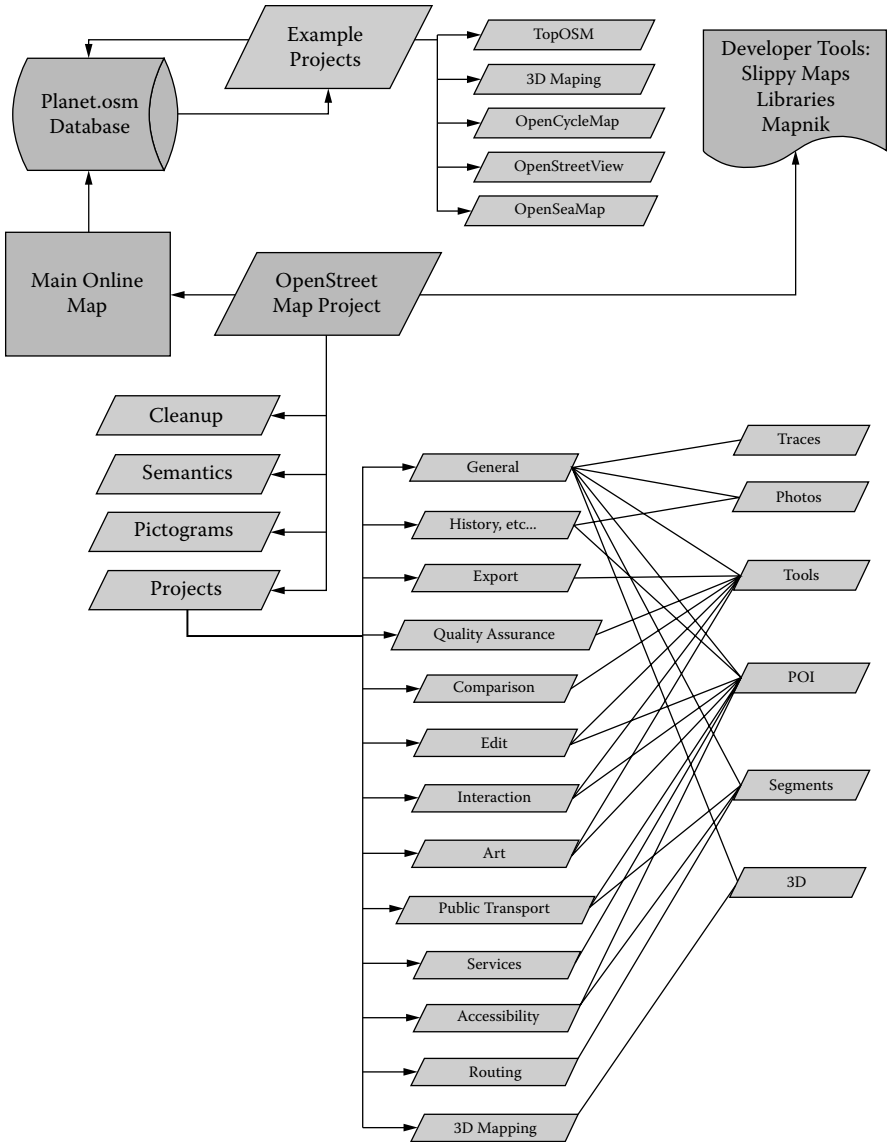 Example
Projects
TopOSM
3D Maping
OpenCycleMap
OpenStreetView
OpenSeaMap
Developer Tools:
Slippy Maps
Libraries
Mapnik
Planet.osm
Database
Main Online
Map
OpenStreet
Map Project
Cleanup
Semantics
Pictograms
Projects
General
History, etc...
Export
Quality Assurance
Comparison
Edit
Interaction
Art
Public Transport
Services
Accessibility
Routing
3D Mapping
Traces
Photos
Tools
POI
Segments
3D